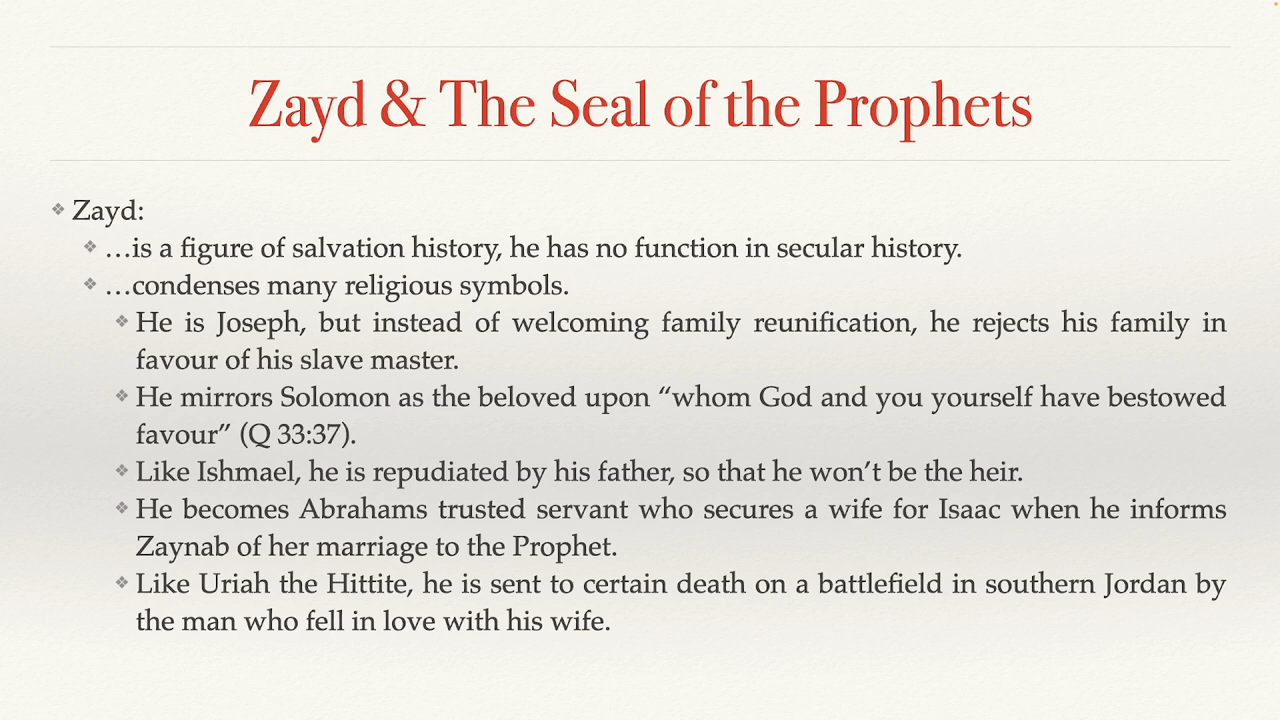 Zayd & The Seal of the Prophets
Zayd:
…is a figure of salvation history, he has no function in secular history.
…condenses many religious symbols.
He is Joseph, but instead of welcoming family reunification, he rejects his family in
favour of his slave master.
He mirrors Solomon as the beloved upon “whom God and you yourself have bestowed
favour” (Q 33:37).
Like Ishmael, he is repudiated by his father, so that he won’t be the heir.
He becomes Abrahams trusted servant who secures a wife for Isaac when he informs
Zaynab of her marriage to the Prophet.
Like Uriah the Hittite, he is sent to certain death on a battlefield in southern Jordan by
the man who fell in love with his wife.